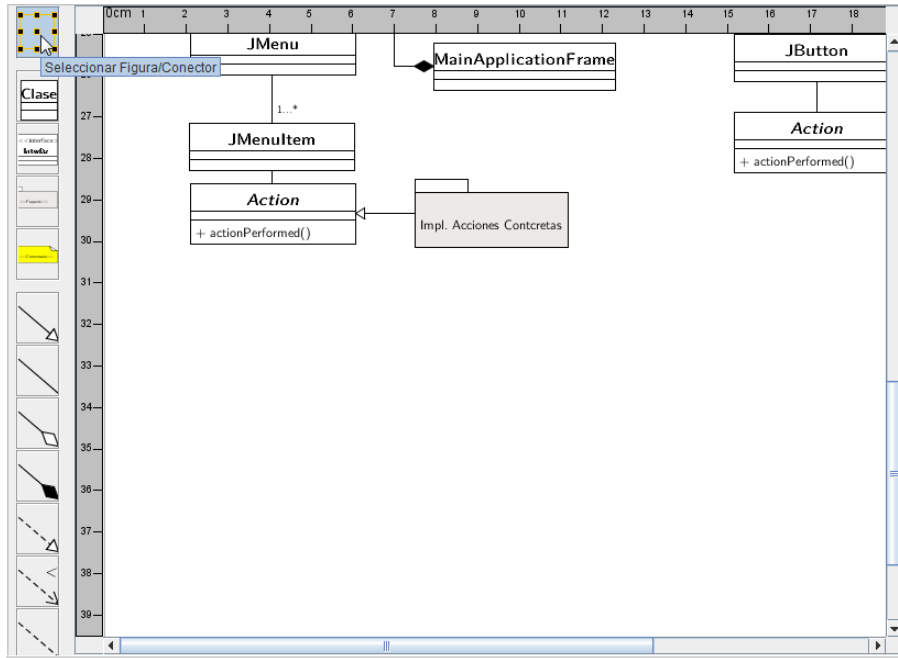 0cm 1 2 3 4 5 6 7 8 9 10 11 12 13 14 15 16 17 18
JMenu
MainApplicationFrame
JButton
Seleccionar Figura/Conector
Clase
1...*
27
JMenuItem
Action
28
+ actionPerformed()
Action
29
Impl. Acciones Contcretas
+ actionPerformed()
30
31
32
33
34
35
36
37
38
39